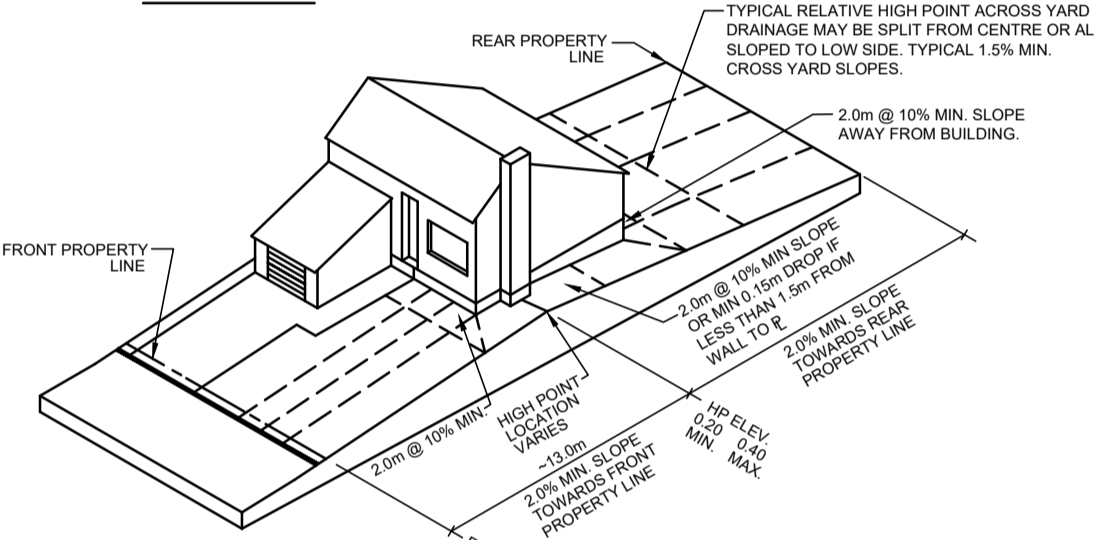 TYPICAL RELATIVE HIGH POINT ACROSS YARD
DRAINAGE MAY BE SPLIT FROM CENTRE OR AL
SLOPED TO LOW SIDE. TYPICAL 1.5% MIN.
CROSS YARD SLOPES.
REAR PROPERTY
LINE
2.0m @ 10% MIN. SLOPE
AWAY FROM BUILDING.
FRONT PROPERTY
LINE
2.0m @ 10% MIN SLOPE
OR MIN 0.15m DROP IF
LESS THAN 1.5m FROM
WALL TO ⅊
2.0% MIN. SLOPE
TOWARDS REAR
PROPERTY LINE
2.0m @ 10% MIN.
HIGH POINT
LOCATION
VARIES
HP ELEV.
0.20 0.40
MIN. MAX.
~13.0m
2.0% MIN. SLOPE
TOWARDS FRONT
PROPERTY LINE